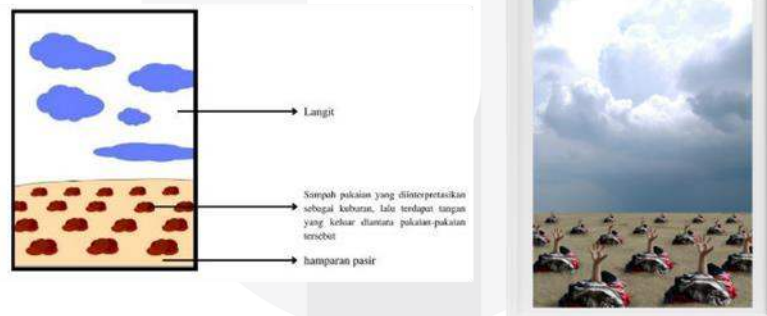 Langit
Sampah pakaian yang diinterpretasikan
sebagai kuburan, lalu terdapat tangan
yang keluar diantara pakaian-pakaian
tersebut
hamparan pasir